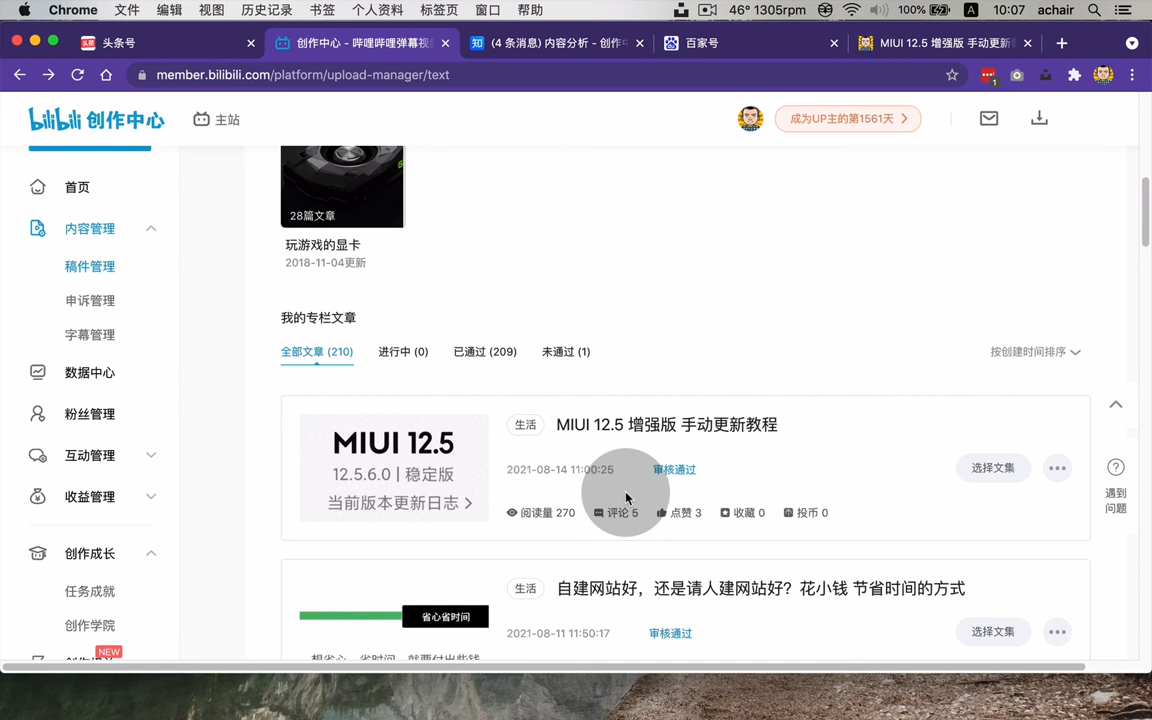 Chrome 文件 编辑 视图 历史记录 书签 个人资料 标签页 窗口 帮助 46° 1305rpm 100% A 10:07 achair
头条 头条号 创作中心 - 哔哩哔哩弹幕视 知 (4 条消息) 内容分析 - 创作 百家号 MIUI 12.5 增强版 手动更新
member.bilibili.com/platform/upload-manager/text 1
bilibili 创作中心 主站 成为UP主的第1561天
28篇文章
首页
玩游戏的显卡
2018-11-04更新
内容管理
稿件管理
申诉管理
字幕管理
数据中心
粉丝管理
互动管理
收益管理
创作成长
任务成就
创作学院
NEW
我的专栏文章
全部文章 (210) 进行中 (0) 已通过 (209) 未通过 (1) 按创建时间排序
MIUI 12.5
12.5.6.0 | 稳定版
当前版本更新日志
生活 MIUI 12.5 增强版 手动更新教程
2021-08-14 11:00:25 审核通过
选择文集
阅读量 270 评论 5 点赞 3 收藏 0 投币 0
遇到
问题
省心省时间
生活 自建网站好，还是请人建网站好？花小钱 节省时间的方式
2021-08-11 11:50:17 审核通过
选择文集